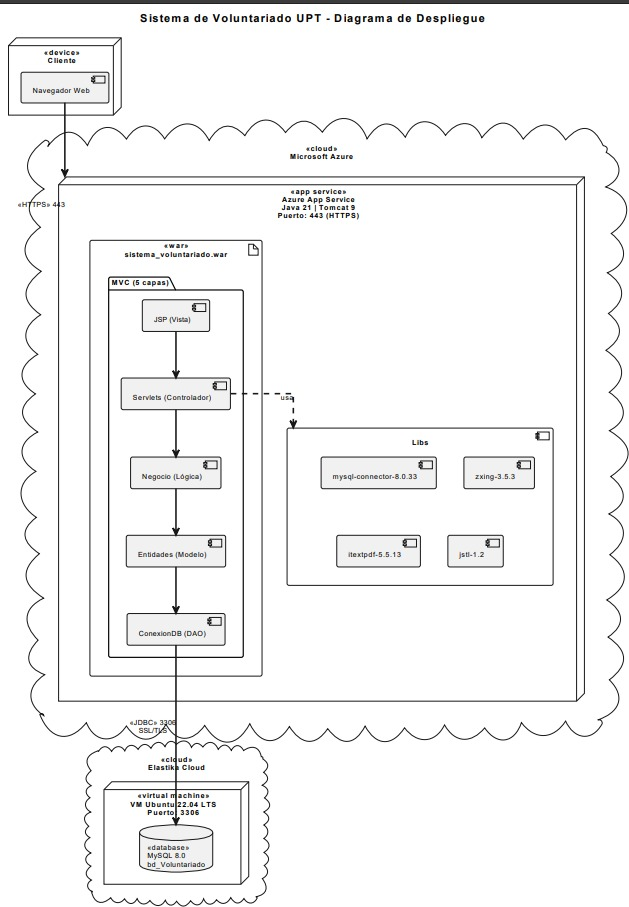 Sistema de Voluntariado UPT - Diagrama de Despliegue
«device»
Cliente
Navegador Web
«cloud»
Microsoft Azure
«HTTPS» 443
«app service»
Azure App Service
Java 21 | Tomcat 9
Puerto: 443 (HTTPS)
«war»
sistema_voluntariado.war
MVC (5 capas)
JSP (Vista)
Servlets (Controlador)
usa
Libs
Negocio (Lógica)
mysql-connector-8.0.33
zxing-3.5.3
Entidades (Modelo)
itextpdf-5.5.13
jstl-1.2
ConexionDB (DAO)
«JDBC» 3306
SSL/TLS
«cloud»
Elastika Cloud
«virtual machine»
VM Ubuntu 22.04 LTS
Puerto: 3306
«database»
MySQL 8.0
bd_Voluntariado